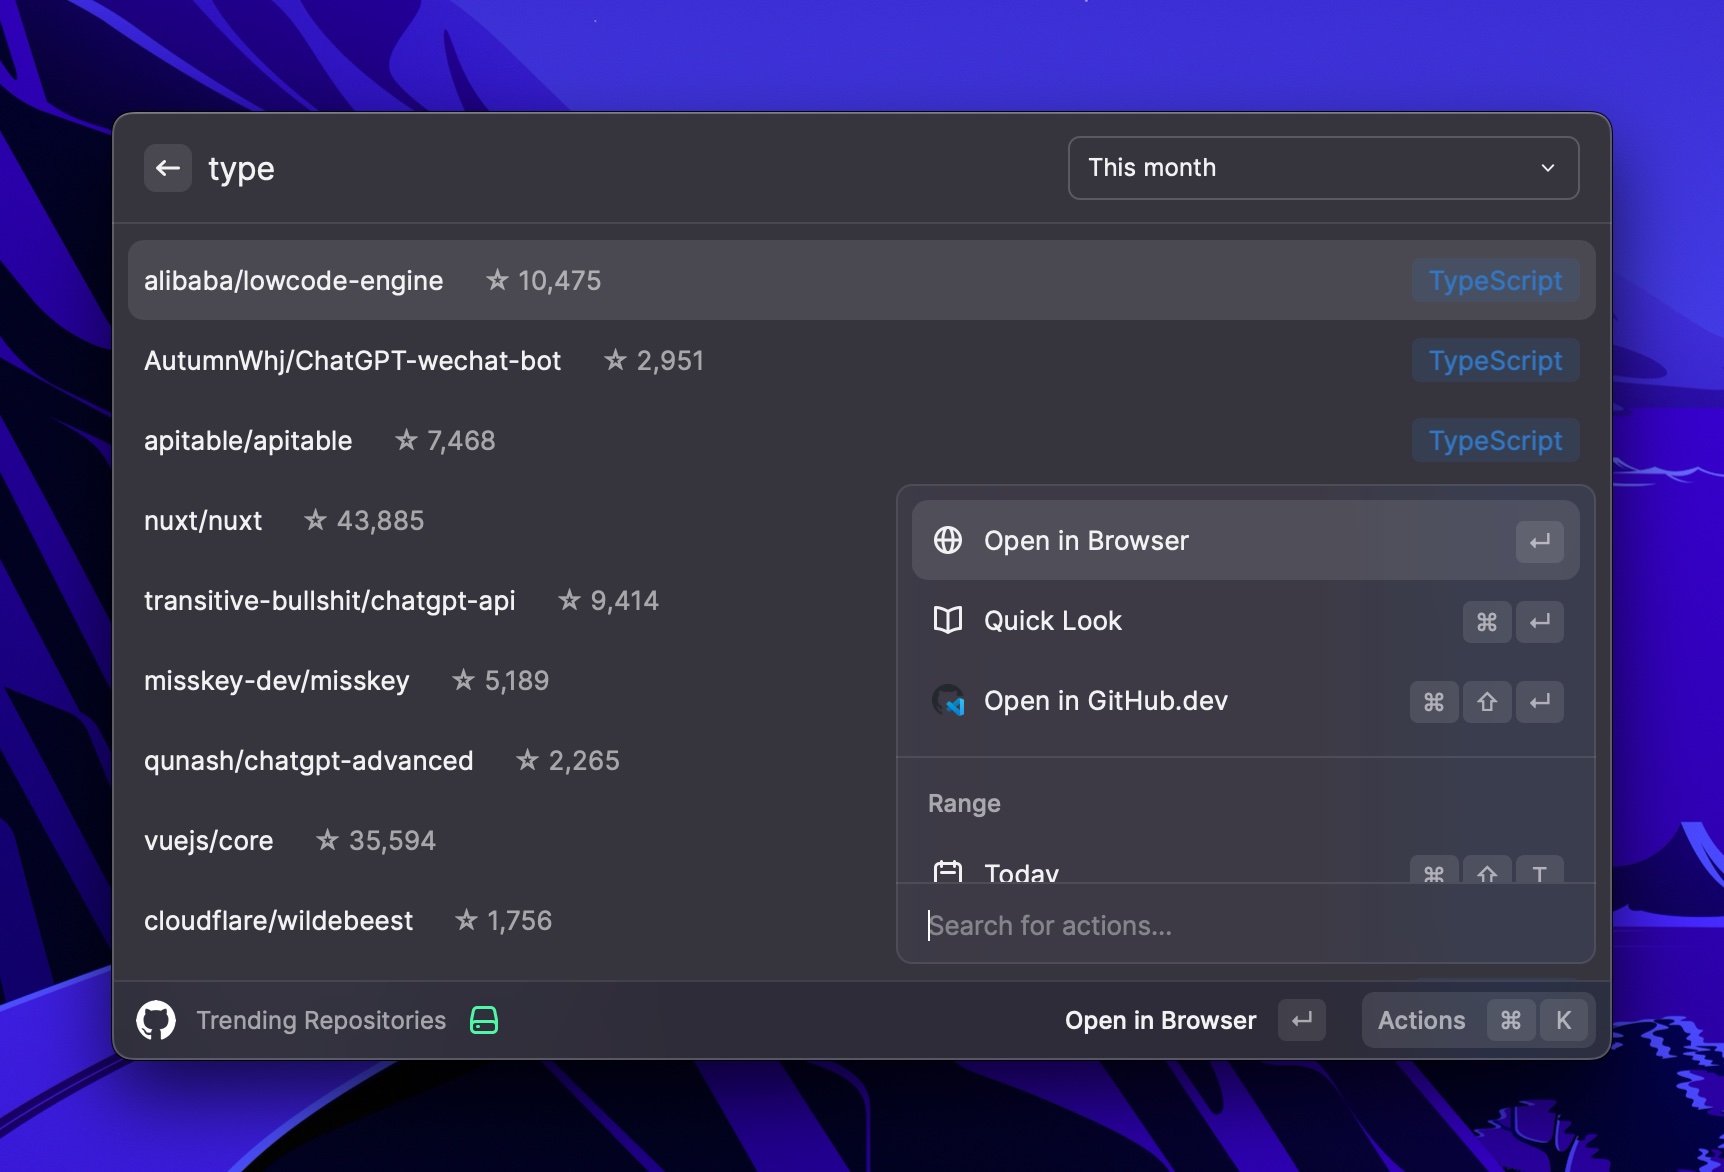 type
This month
alibaba/lowcode-engine ☆ 10,475 TypeScript
AutumnWhj/ChatGPT-wechat-bot ☆ 2,951 TypeScript
apitable/apitable ☆ 7,468 TypeScript
nuxt/nuxt ☆ 43,885
transitive-bullshit/chatgpt-api ☆ 9,414
misskey-dev/misskey ☆ 5,189
qunash/chatgpt-advanced ☆ 2,265
vuejs/core ☆ 35,594
cloudflare/wildebeest ☆ 1,756
Open in Browser ↵
Quick Look ⌘ ↵
Open in GitHub.dev ⌘ ⇧ ↵
Range
Today ⌘ ⇧ T
Search for actions...
Trending Repositories
Open in Browser ↵
Actions ⌘ K